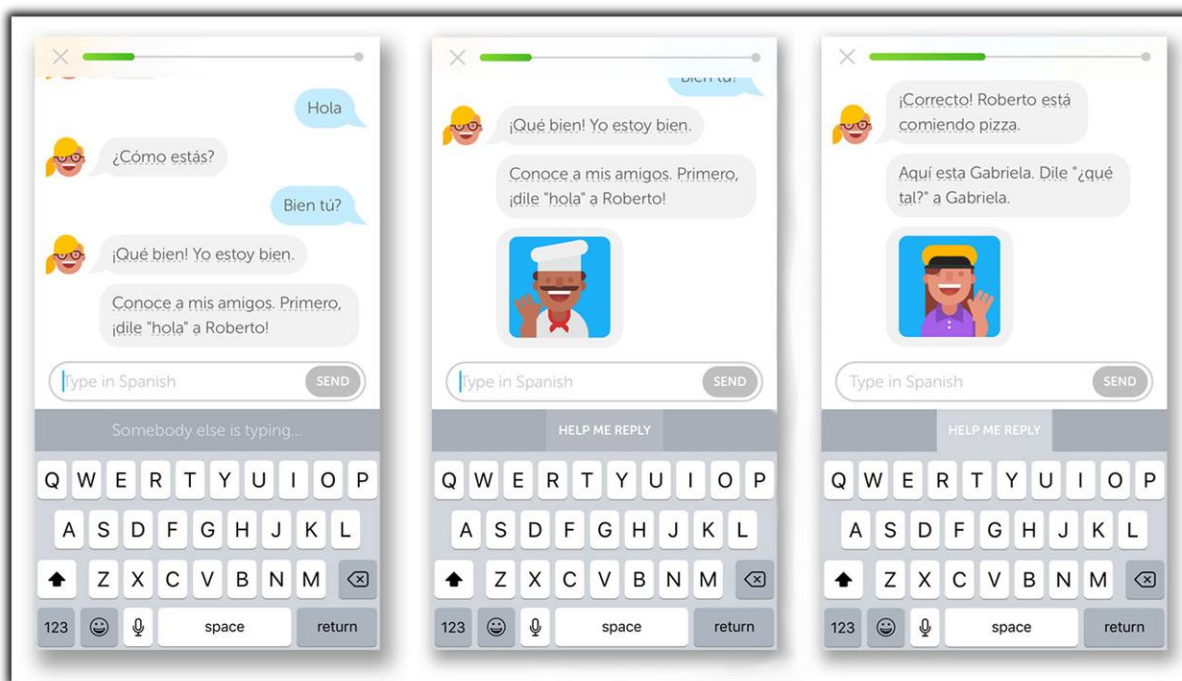 Hola
¿Cómo estás?
Bien tú?
¡Qué bien! Yo estoy bien.
Conoce a mis amigos. Primero,
¡dile "hola" a Roberto!
Type in Spanish
SEND
Somebody else is typing...
Q W E R T Y U I O P
A S D F G H J K L
Z X C V B N M
123
space
return
Bien tú?
¡Qué bien! Yo estoy bien.
Conoce a mis amigos. Primero,
¡dile "hola" a Roberto!
Type in Spanish
SEND
HELP ME REPLY
Q W E R T Y U I O P
A S D F G H J K L
Z X C V B N M
123
space
return
¡Correcto! Roberto está
comiendo pizza.
Aquí esta Gabriela. Dile "¿qué
tal?" a Gabriela.
Type in Spanish
SEND
HELP ME REPLY
Q W E R T Y U I O P
A S D F G H J K L
Z X C V B N M
123
space
return